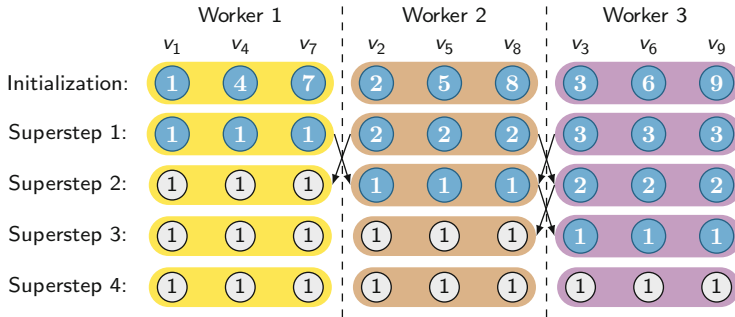 Worker 1 Worker 2 Worker 3
v1 v4 v7 v2 v5 v8 v3 v6 v9
Initialization: 1 4 7 2 5 8 3 6 9
Superstep 1: 1 1 1 2 2 2 3 3 3
Superstep 2: 1 1 1 1 1 1 2 2 2
Superstep 3: 1 1 1 1 1 1 1 1 1
Superstep 4: 1 1 1 1 1 1 1 1 1